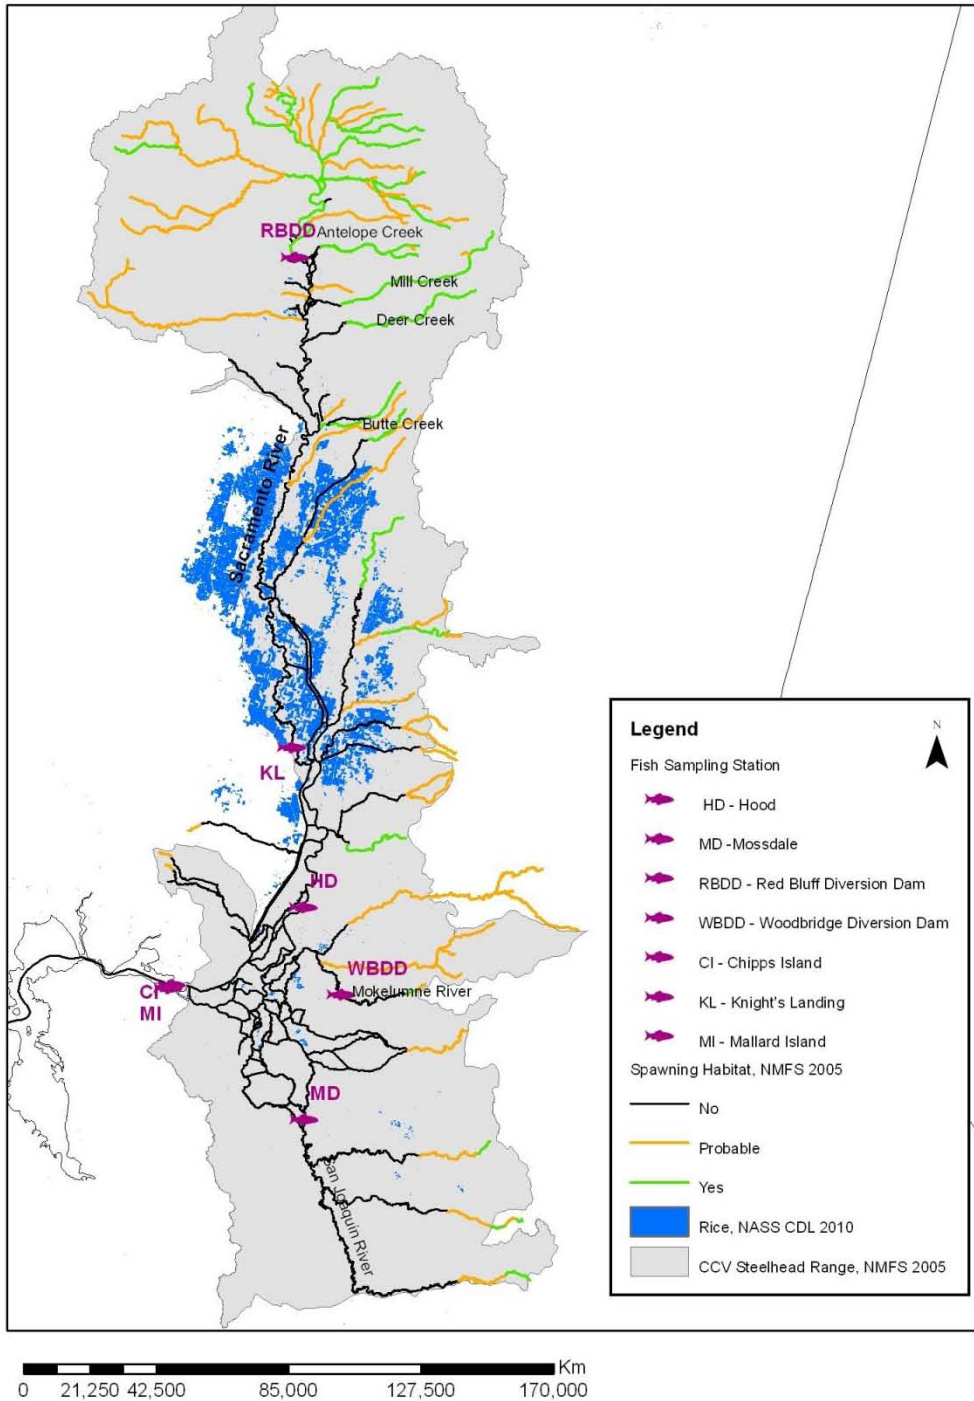 RBDD
Antelope Creek
Mill Creek
Deer Creek
Butte Creek
Sacramento River
KL
HD
WBDD
Mokelumne River
CI
MI
MD
San Joaquin River
Legend
N
Fish Sampling Station
HD - Hood
MD -Mossdale
RBDD - Red Bluff Diversion Dam
WBDD - Woodbridge Diversion Dam
CI - Chipps Island
KL - Knight's Landing
MI - Mallard Island
Spawning Habitat, NMFS 2005
No
Probable
Yes
Rice, NASS CDL 2010
CCV Steelhead Range, NMFS 2005
Km
0 21,250 42,500 85,000 127,500 170,000